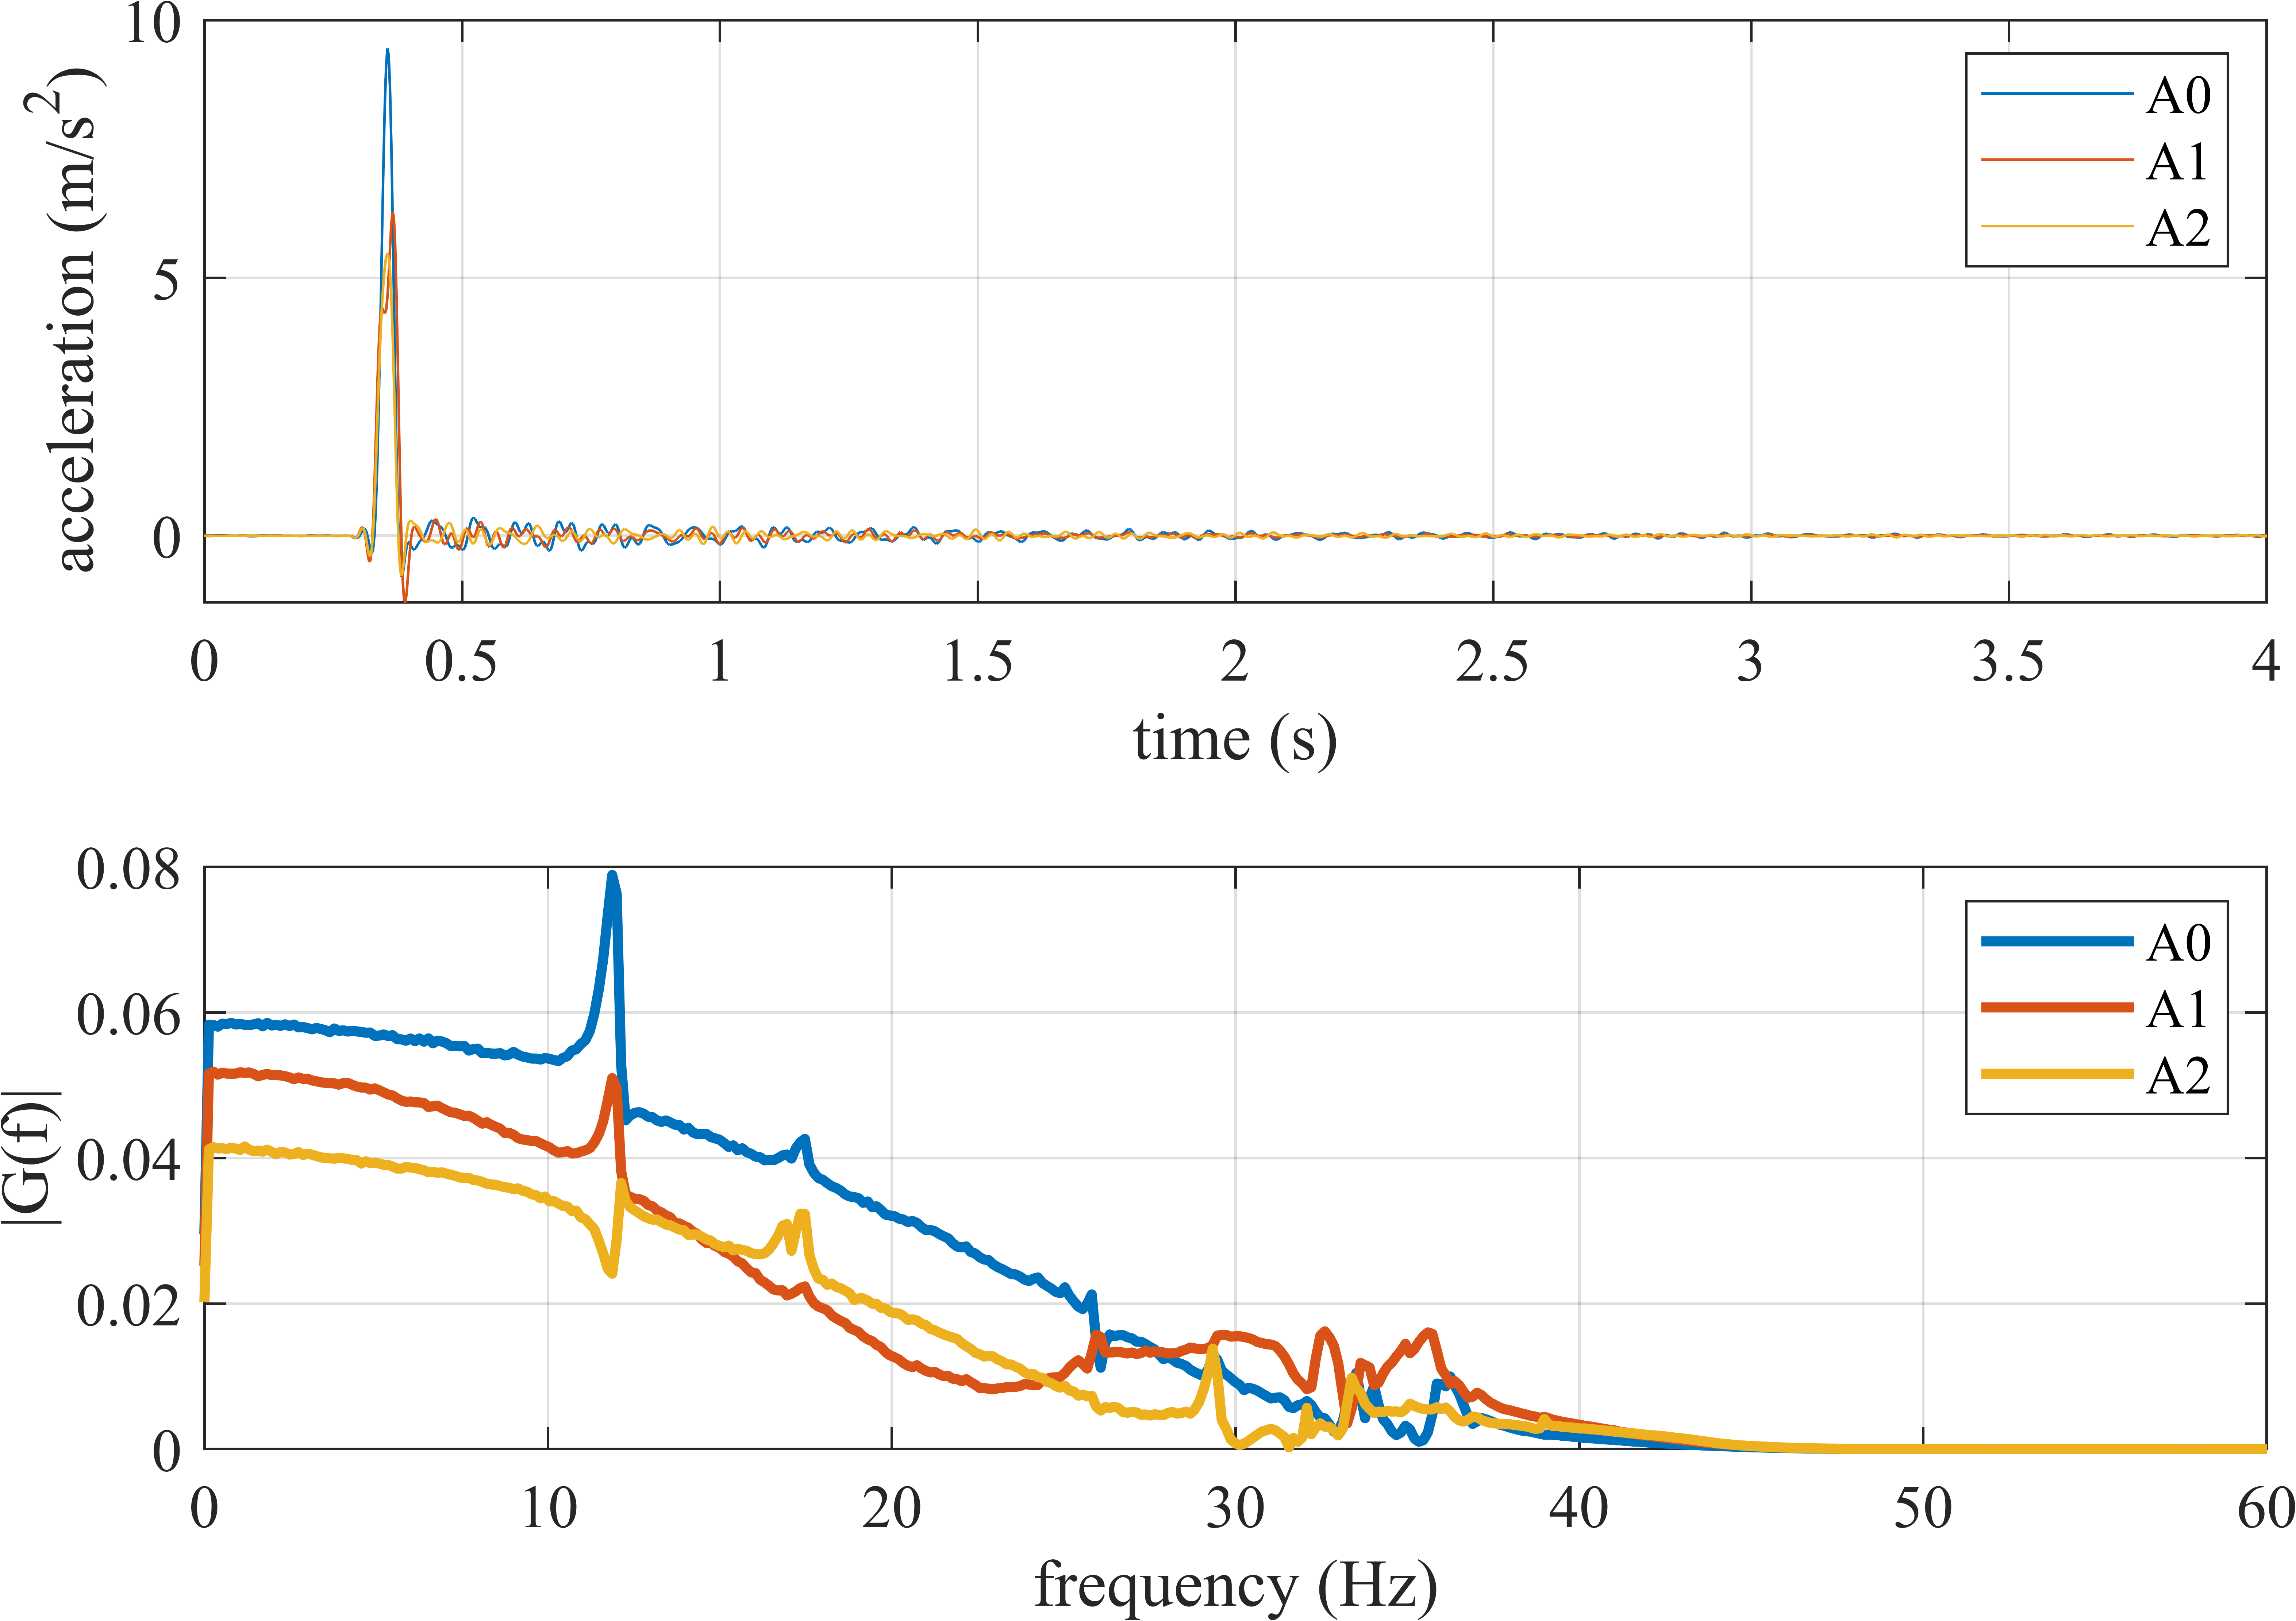 acceleration (m/s²)
10
5
0
A0
A1
A2
0 0.5 1 1.5 2 2.5 3 3.5 4
time (s)
|G(f)|
0.08
0.06
0.04
0.02
0
A0
A1
A2
0 10 20 30 40 50 60
frequency (Hz)